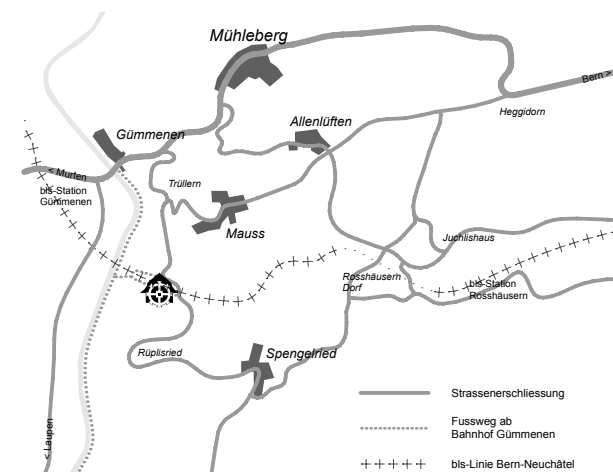 Mühleberg
Bern >
Heggidorn
Allenlüften
Gümmenen
< Murten
bls-Station
Gümmenen
Trüllern
Mauss
Juchlishaus
Rosshäusern
Dorf
bls-Station
Rosshäusern
Rüplisried
Spengelried
< Laupen
Strassenerschliessung
Fussweg ab
Bahnhof Gümmenen
bls-Linie Bern-Neuchâtel